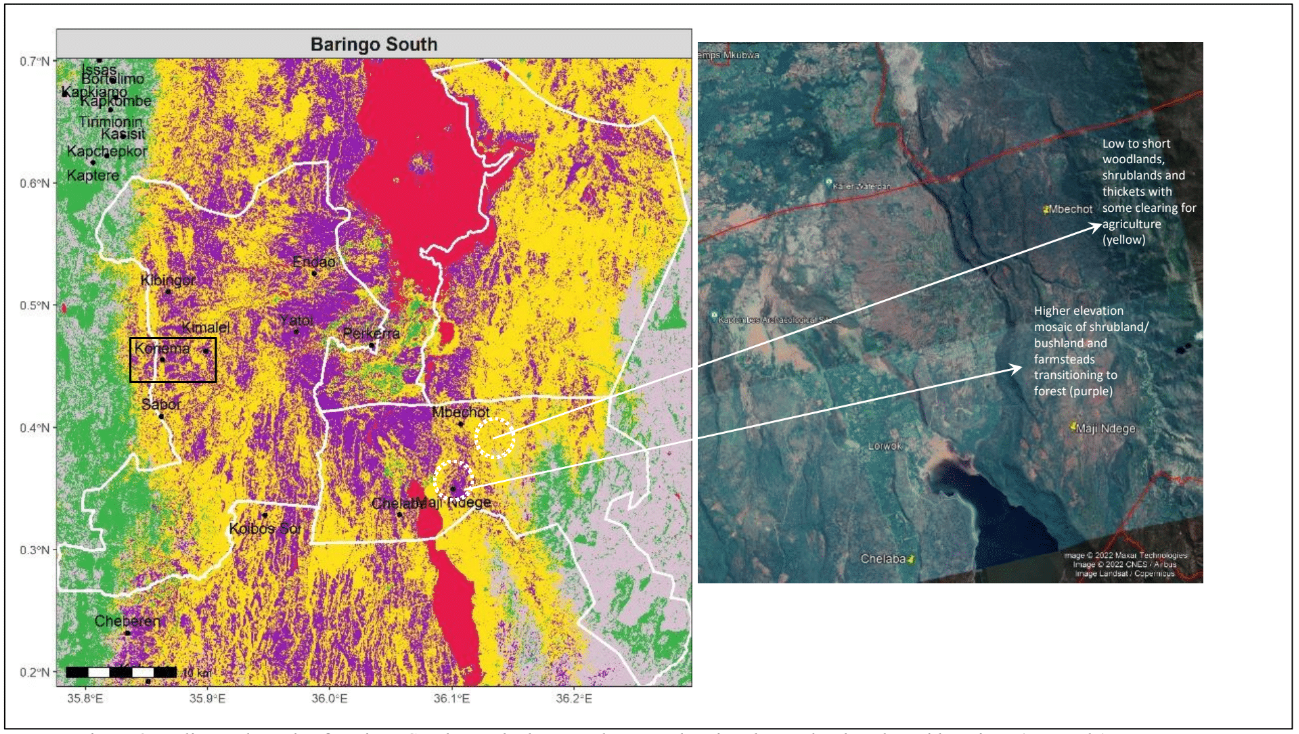 Baringo South
0.7°N
0.6°N
0.5°N
0.4°N
0.3°N
0.2°N
35.8°E
35.9°E
36.0°E
36.1°E
36.2°E
Issas
Bortolimo
Kapkiamo
Kapkombe
Tinmionin
Kasisit
Kapchepkor
Kaptere
Endao
Kibingor
Kimalel
Yatoi
Perkerra
Koriema
Sabor
Mbechot
Chelaba
Maji Ndege
Koibos Soi
Cheberen
10 km
emps Mkubwa
Mbechot
Maji Ndege
Lorwok
Chelaba
Low to short
woodlands,
shrublands and
thickets with
some clearing for
agriculture
(yellow)
Higher elevation
mosaic of shrubland/
bushland and
farmsteads
transitioning to
forest (purple)
Image © 2022 Maxar Technologies
Image © 2022 CNES / Airbus
Image Landsat / Copernicus